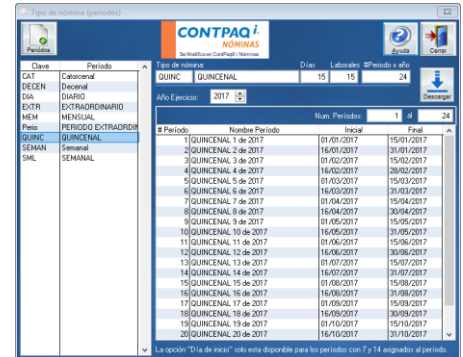 Tipo de nómina (periodos)
CONTPAQ i.
NÓMINAS
Se Modifica en ContPaqi® Nóminas
Periodos
Ayuda
Cerrar
Clave Período
CAT Catorcenal
DECEN Decenal
DIA DIARIO
EXTR EXTRAORDINARIO
MEM MENSUAL
Perio PERIODO EXTRAORDIN
QUINC QUINCENAL
SEMAN Semanal
SML SEMANAL
Tipo de nómina: Días Laborales #Periodo x año
QUINC QUINCENAL 15 15 24
Año Ejercicio: 2017
Descargar
Num. Periodos: 1 al 24
# Período Nombre Período Inicial Final
1 QUINCENAL 1 de 2017 01/01/2017 15/01/2017
2 QUINCENAL 2 de 2017 16/01/2017 31/01/2017
3 QUINCENAL 3 de 2017 01/02/2017 15/02/2017
4 QUINCENAL 4 de 2017 16/02/2017 28/02/2017
5 QUINCENAL 5 de 2017 01/03/2017 15/03/2017
6 QUINCENAL 6 de 2017 16/03/2017 31/03/2017
7 QUINCENAL 7 de 2017 01/04/2017 15/04/2017
8 QUINCENAL 8 de 2017 16/04/2017 30/04/2017
9 QUINCENAL 9 de 2017 01/05/2017 15/05/2017
10 QUINCENAL 10 de 2017 16/05/2017 31/05/2017
11 QUINCENAL 11 de 2017 01/06/2017 15/06/2017
12 QUINCENAL 12 de 2017 16/06/2017 30/06/2017
13 QUINCENAL 13 de 2017 01/07/2017 15/07/2017
14 QUINCENAL 14 de 2017 16/07/2017 31/07/2017
15 QUINCENAL 15 de 2017 01/08/2017 15/08/2017
16 QUINCENAL 16 de 2017 16/08/2017 31/08/2017
17 QUINCENAL 17 de 2017 01/09/2017 15/09/2017
18 QUINCENAL 18 de 2017 16/09/2017 30/09/2017
19 QUINCENAL 19 de 2017 01/10/2017 15/10/2017
20 QUINCENAL 20 de 2017 16/10/2017 31/10/2017
La opción "Día de inicio" solo esta disponible para los periodos con 7 y 14 asignados al período.